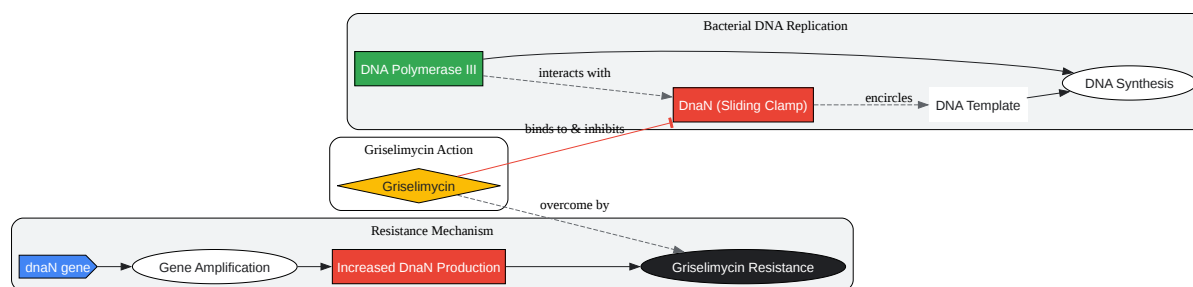 Bacterial DNA Replication
DNA Polymerase III
interacts with
DnaN (Sliding Clamp)
encircles
DNA Template
DNA Synthesis
binds to & inhibits
Griselimycin Action
Griselimycin
overcome by
Resistance Mechanism
dnaN gene
Gene Amplification
Increased DnaN Production
Griselimycin Resistance